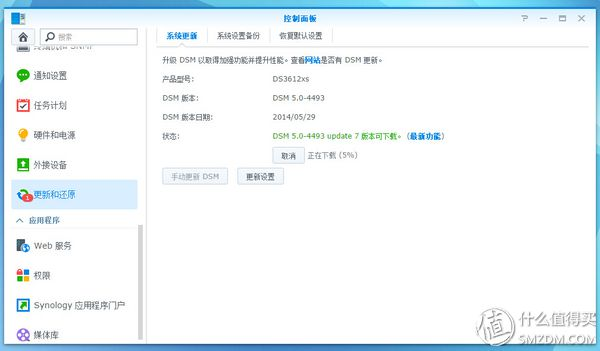 控制面板
搜索
终端机和 SNMP
通知设置
任务计划
硬件和电源
外接设备
更新和还原
1
应用程序
Web 服务
权限
Synology 应用程序门户
媒体库
系统更新 系统设置备份 恢复默认设置
升级 DSM 以取得加强功能并提升性能。查看网站是否有 DSM 更新。
产品型号: DS3612xs
DSM 版本: DSM 5.0-4493
DSM 版本日期: 2014/05/29
状态: DSM 5.0-4493 update 7 版本可下载。(最新功能)
取消 正在下载 (5%)
手动更新 DSM 更新设置
值 什么值得买
SMZDM.COM